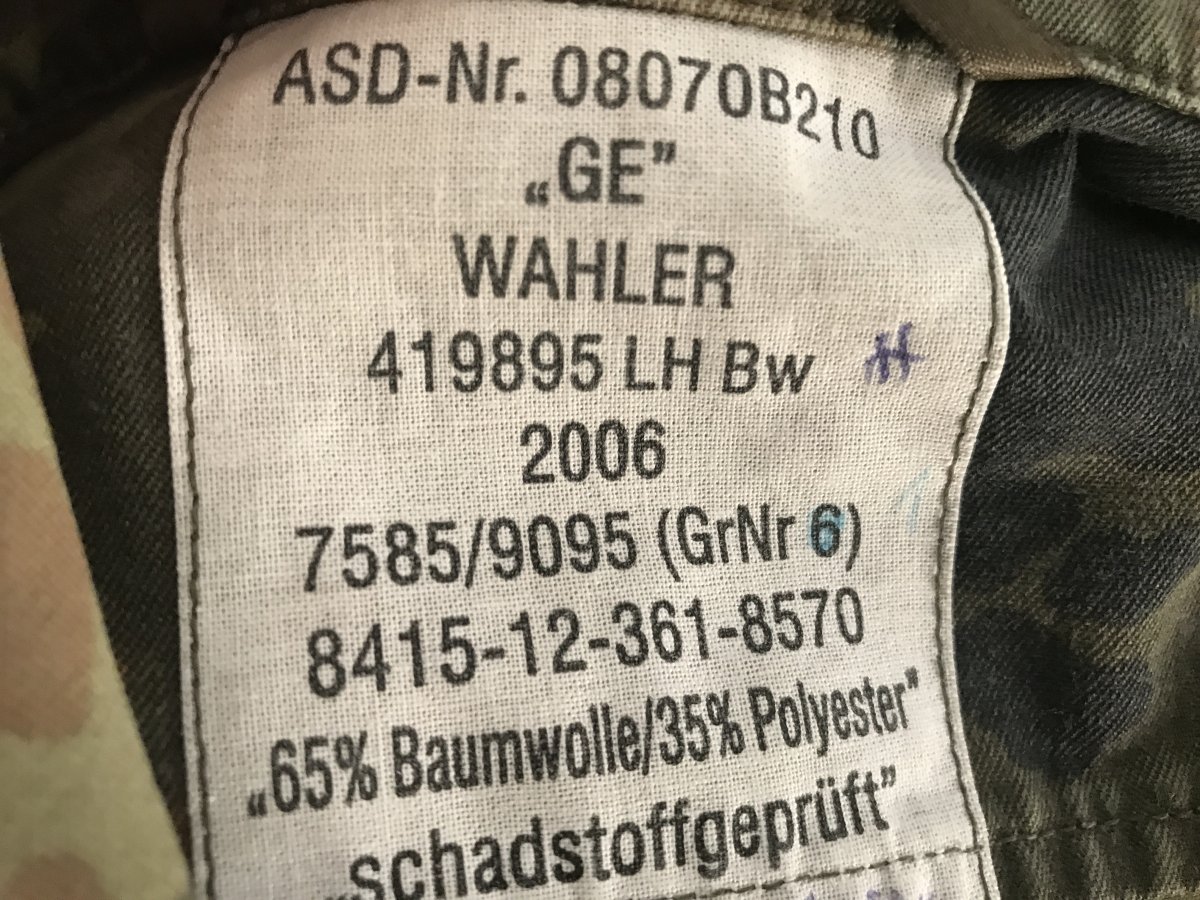 ASD-Nr. 08070B210
„GE”
WAHLER
419895 LH Bw
2006
7585/9095 (GrNr 6)
8415-12-361-8570
„65% Baumwolle/35% Polyester”
„schadstoffgeprüft”